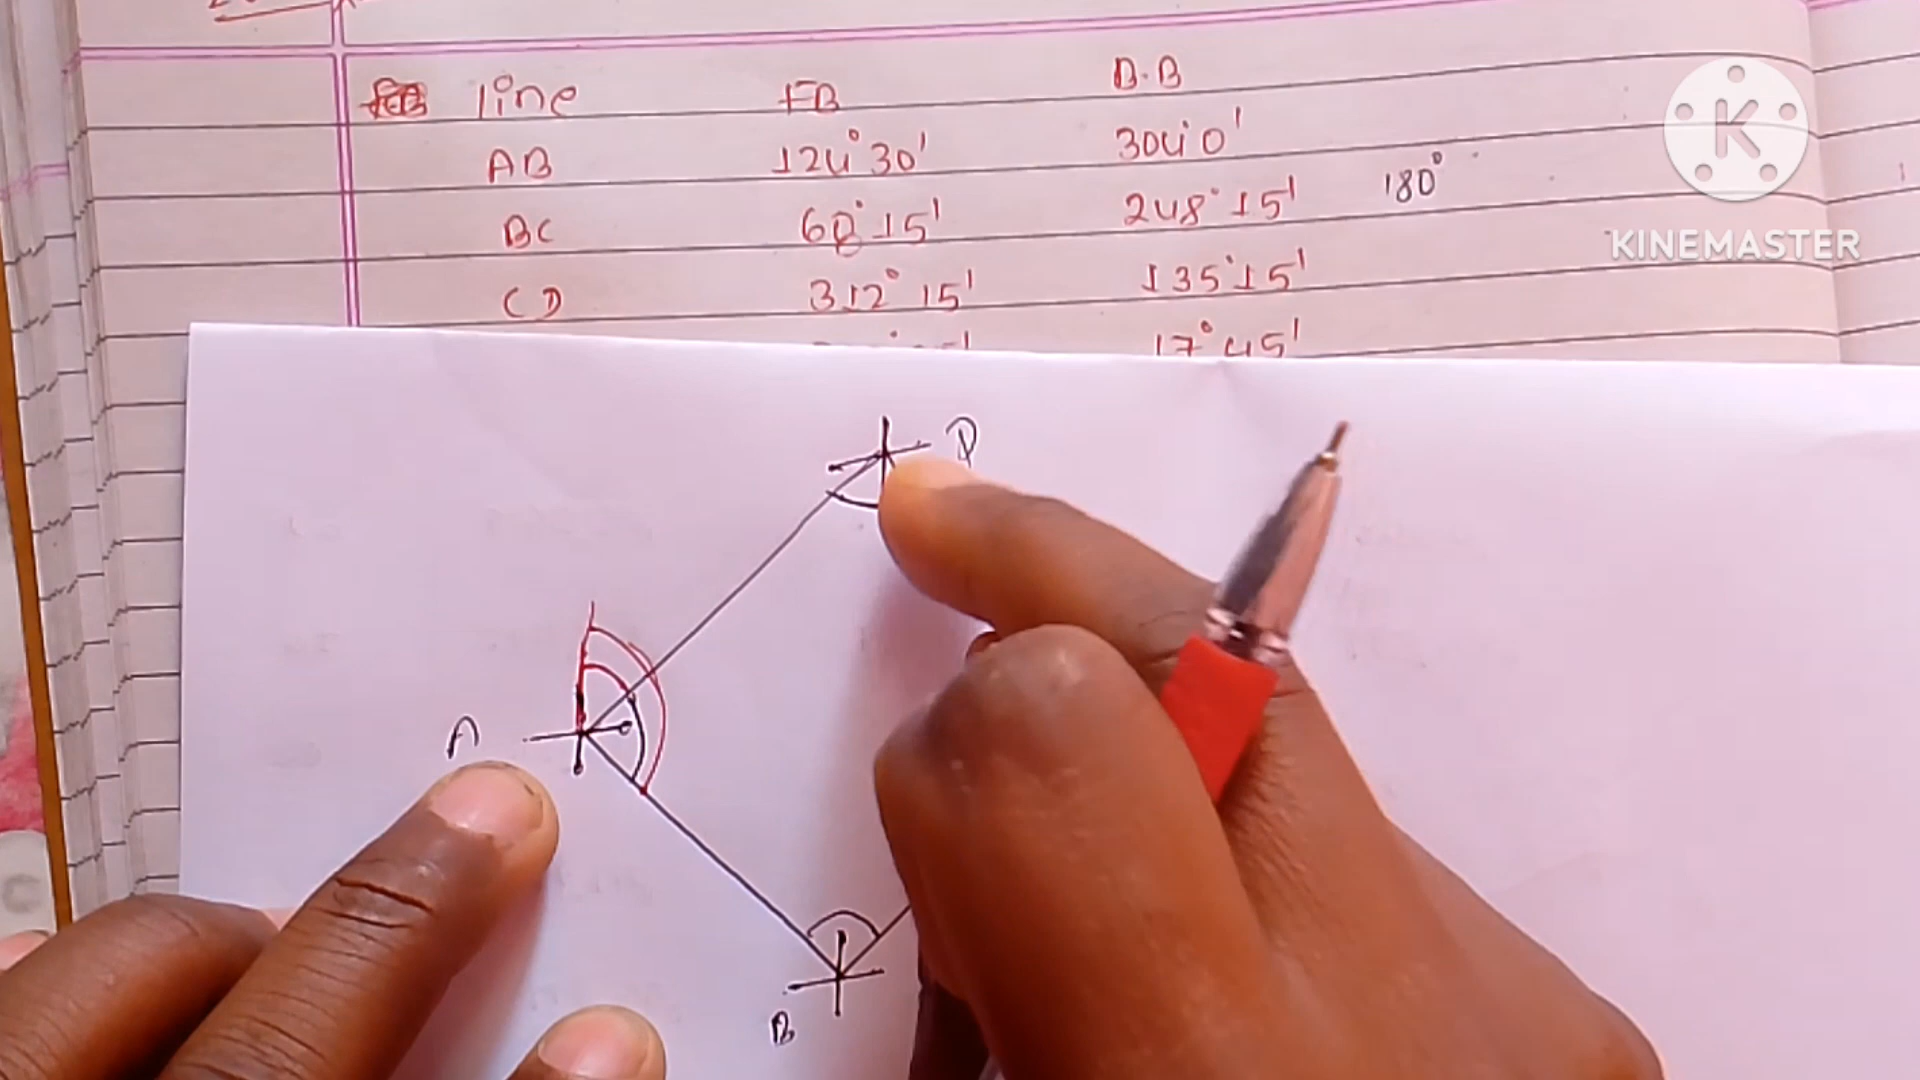 line FB B.B
AB 124°30' 304°0'
BC 68°15' 248°15' 180°
CD 312°15' 135°15'
17°45'
D
A
B
K
KINEMASTER